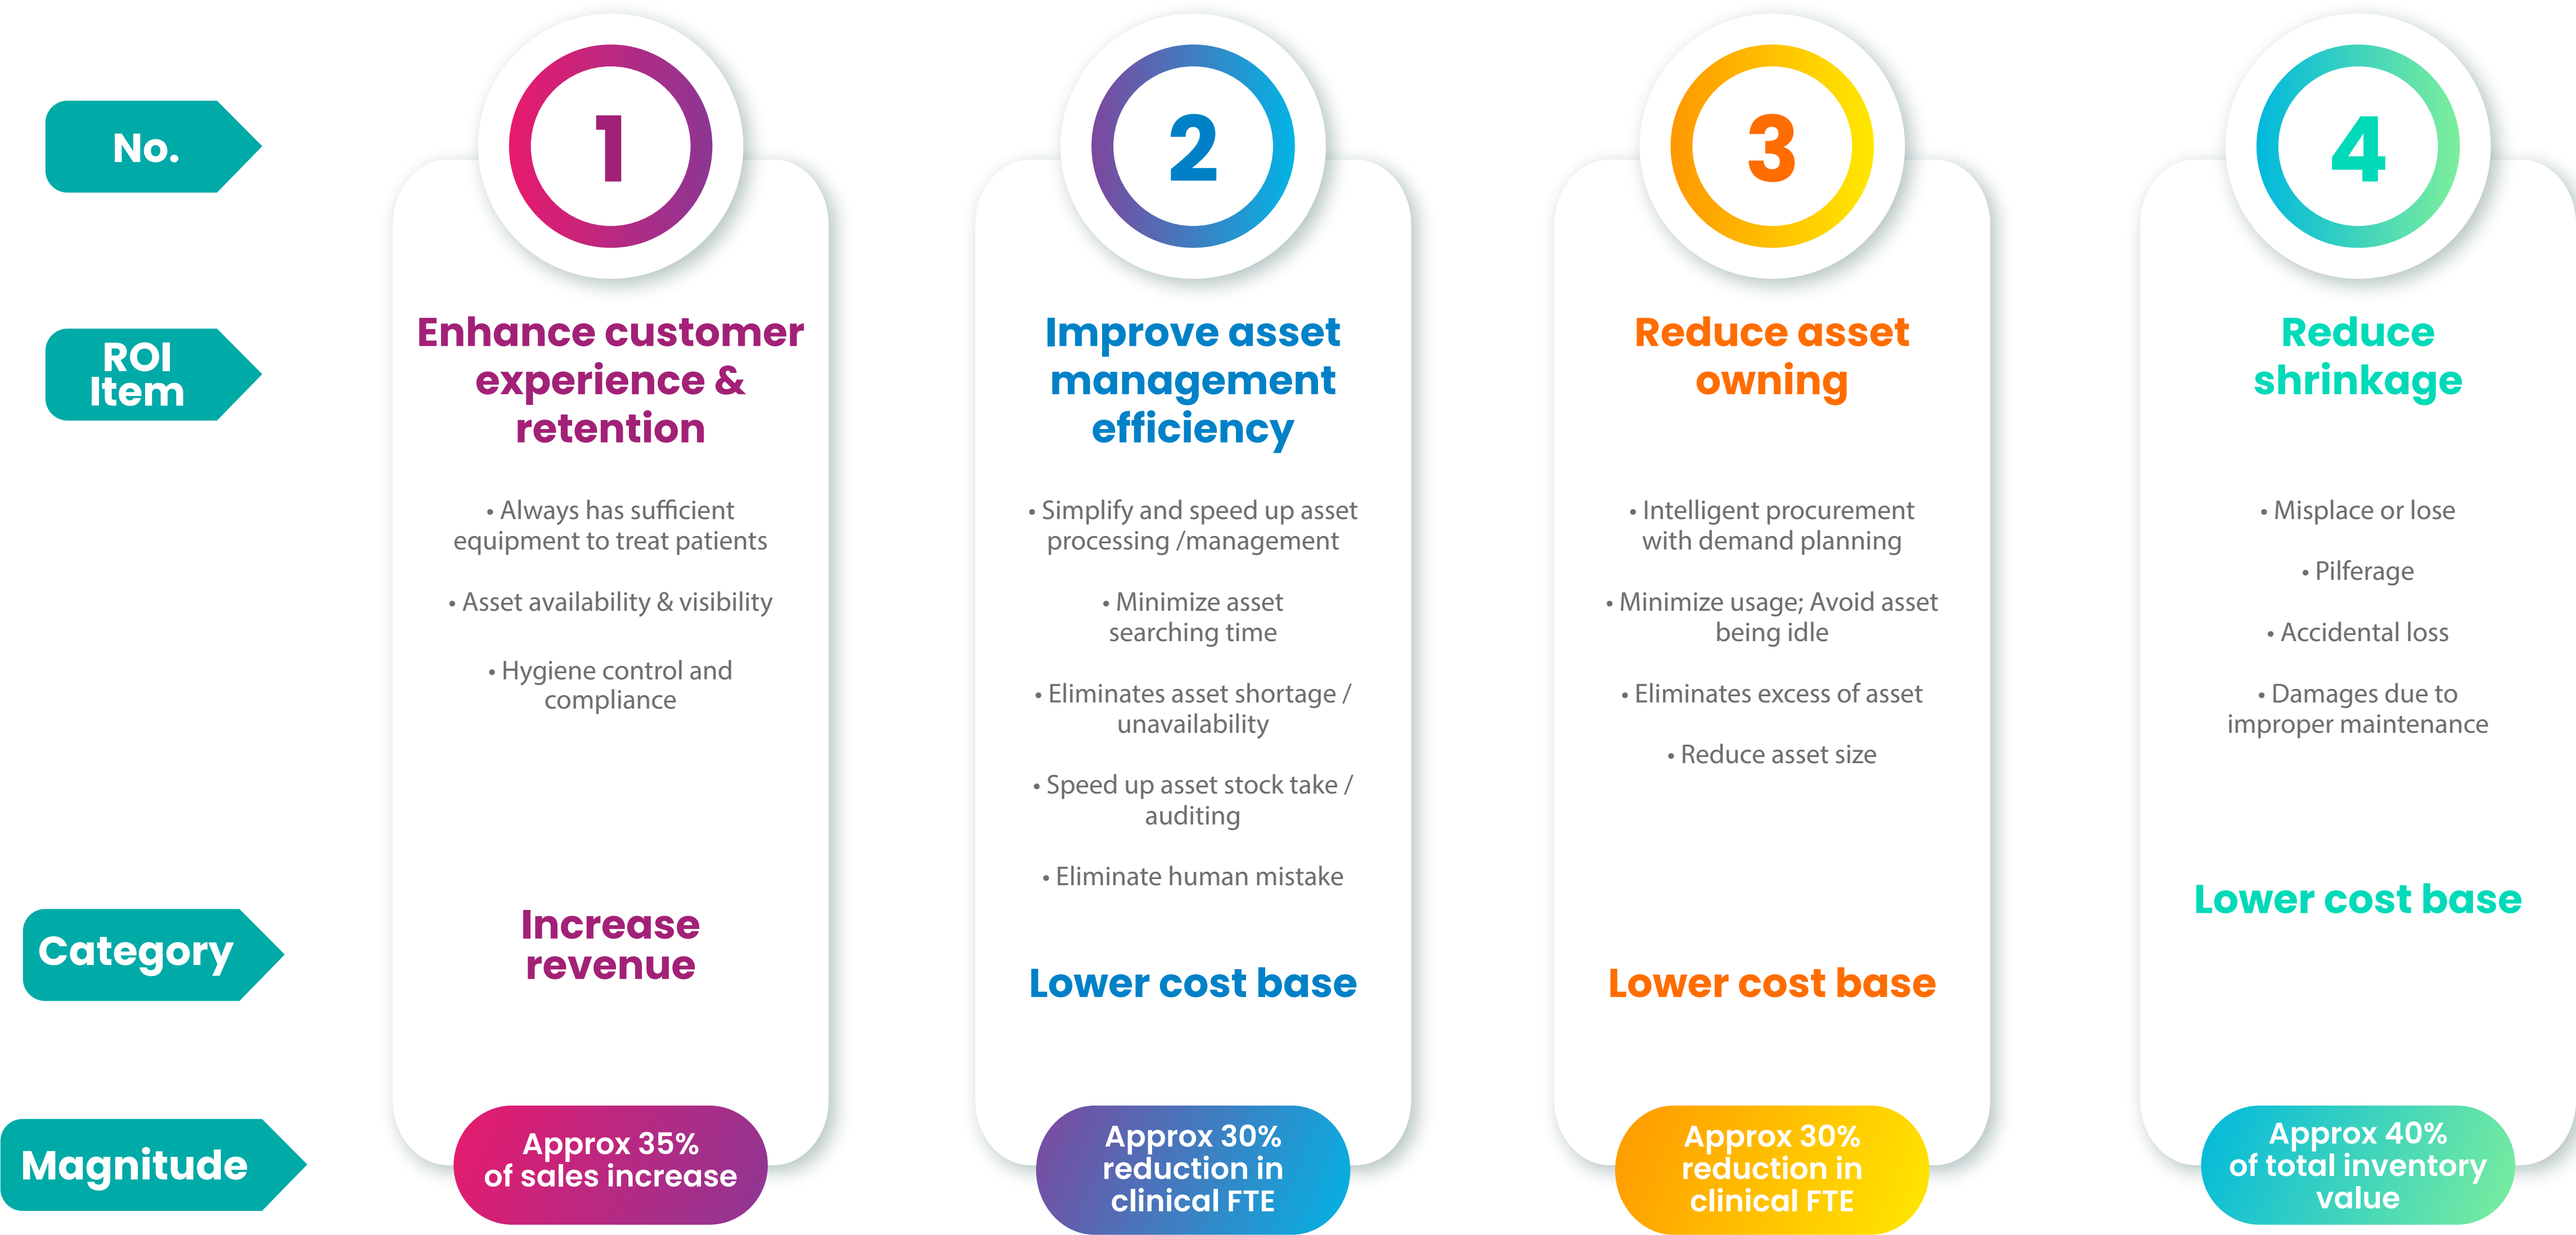 No.
1
2
3
4
ROI
Item
Enhance customer
experience &
retention
• Always has sufficient
equipment to treat patients
• Asset availability & visibility
• Hygiene control and
compliance
Improve asset
management
efficiency
• Simplify and speed up asset
processing /management
• Minimize asset
searching time
• Eliminates asset shortage /
unavailability
• Speed up asset stock take /
auditing
• Eliminate human mistake
Reduce asset
owning
• Intelligent procurement
with demand planning
• Minimize usage; Avoid asset
being idle
• Eliminates excess of asset
• Reduce asset size
Reduce
shrinkage
• Misplace or lose
• Pilferage
• Accidental loss
• Damages due to
improper maintenance
Category
Increase
revenue
Lower cost base
Lower cost base
Lower cost base
Magnitude
Approx 35%
of sales increase
Approx 30%
reduction in
clinical FTE
Approx 30%
reduction in
clinical FTE
Approx 40%
of total inventory
value